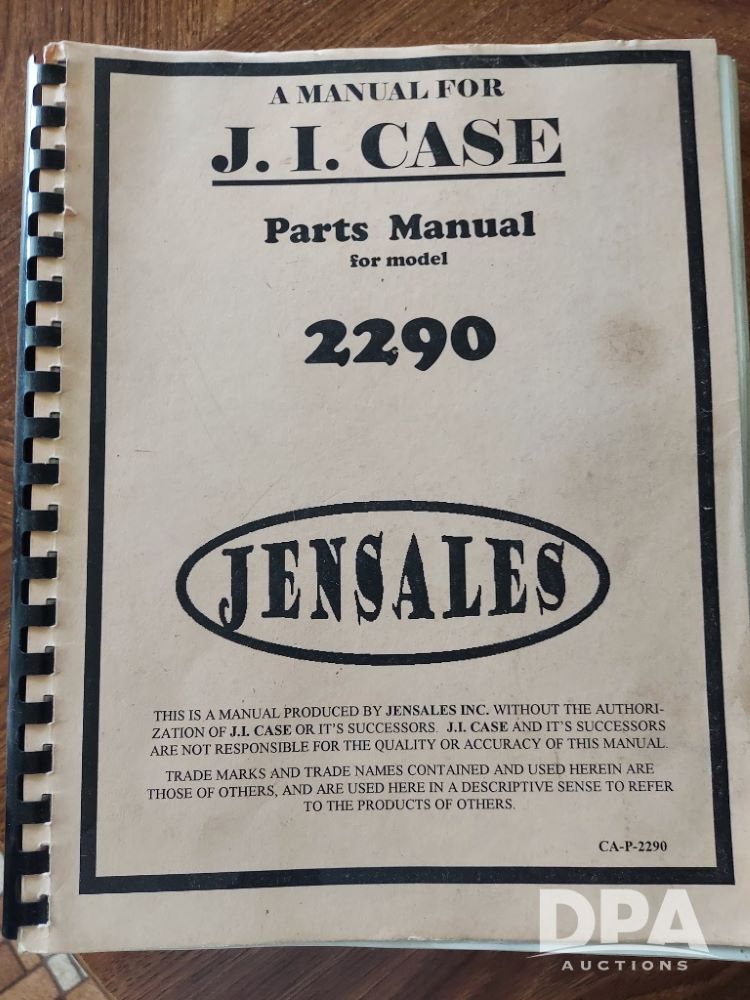 A MANUAL FOR
J. I. CASE
Parts Manual
for model
2290
JENSALES
THIS IS A MANUAL PRODUCED BY JENSALES INC. WITHOUT THE AUTHORI-
ZATION OF J.I. CASE OR IT'S SUCCESSORS. J.I. CASE AND IT'S SUCCESSORS
ARE NOT RESPONSIBLE FOR THE QUALITY OR ACCURACY OF THIS MANUAL.
TRADE MARKS AND TRADE NAMES CONTAINED AND USED HEREIN ARE
THOSE OF OTHERS, AND ARE USED HERE IN A DESCRIPTIVE SENSE TO REFER
TO THE PRODUCTS OF OTHERS.
CA-P-2290
DPA
AUCTIONS